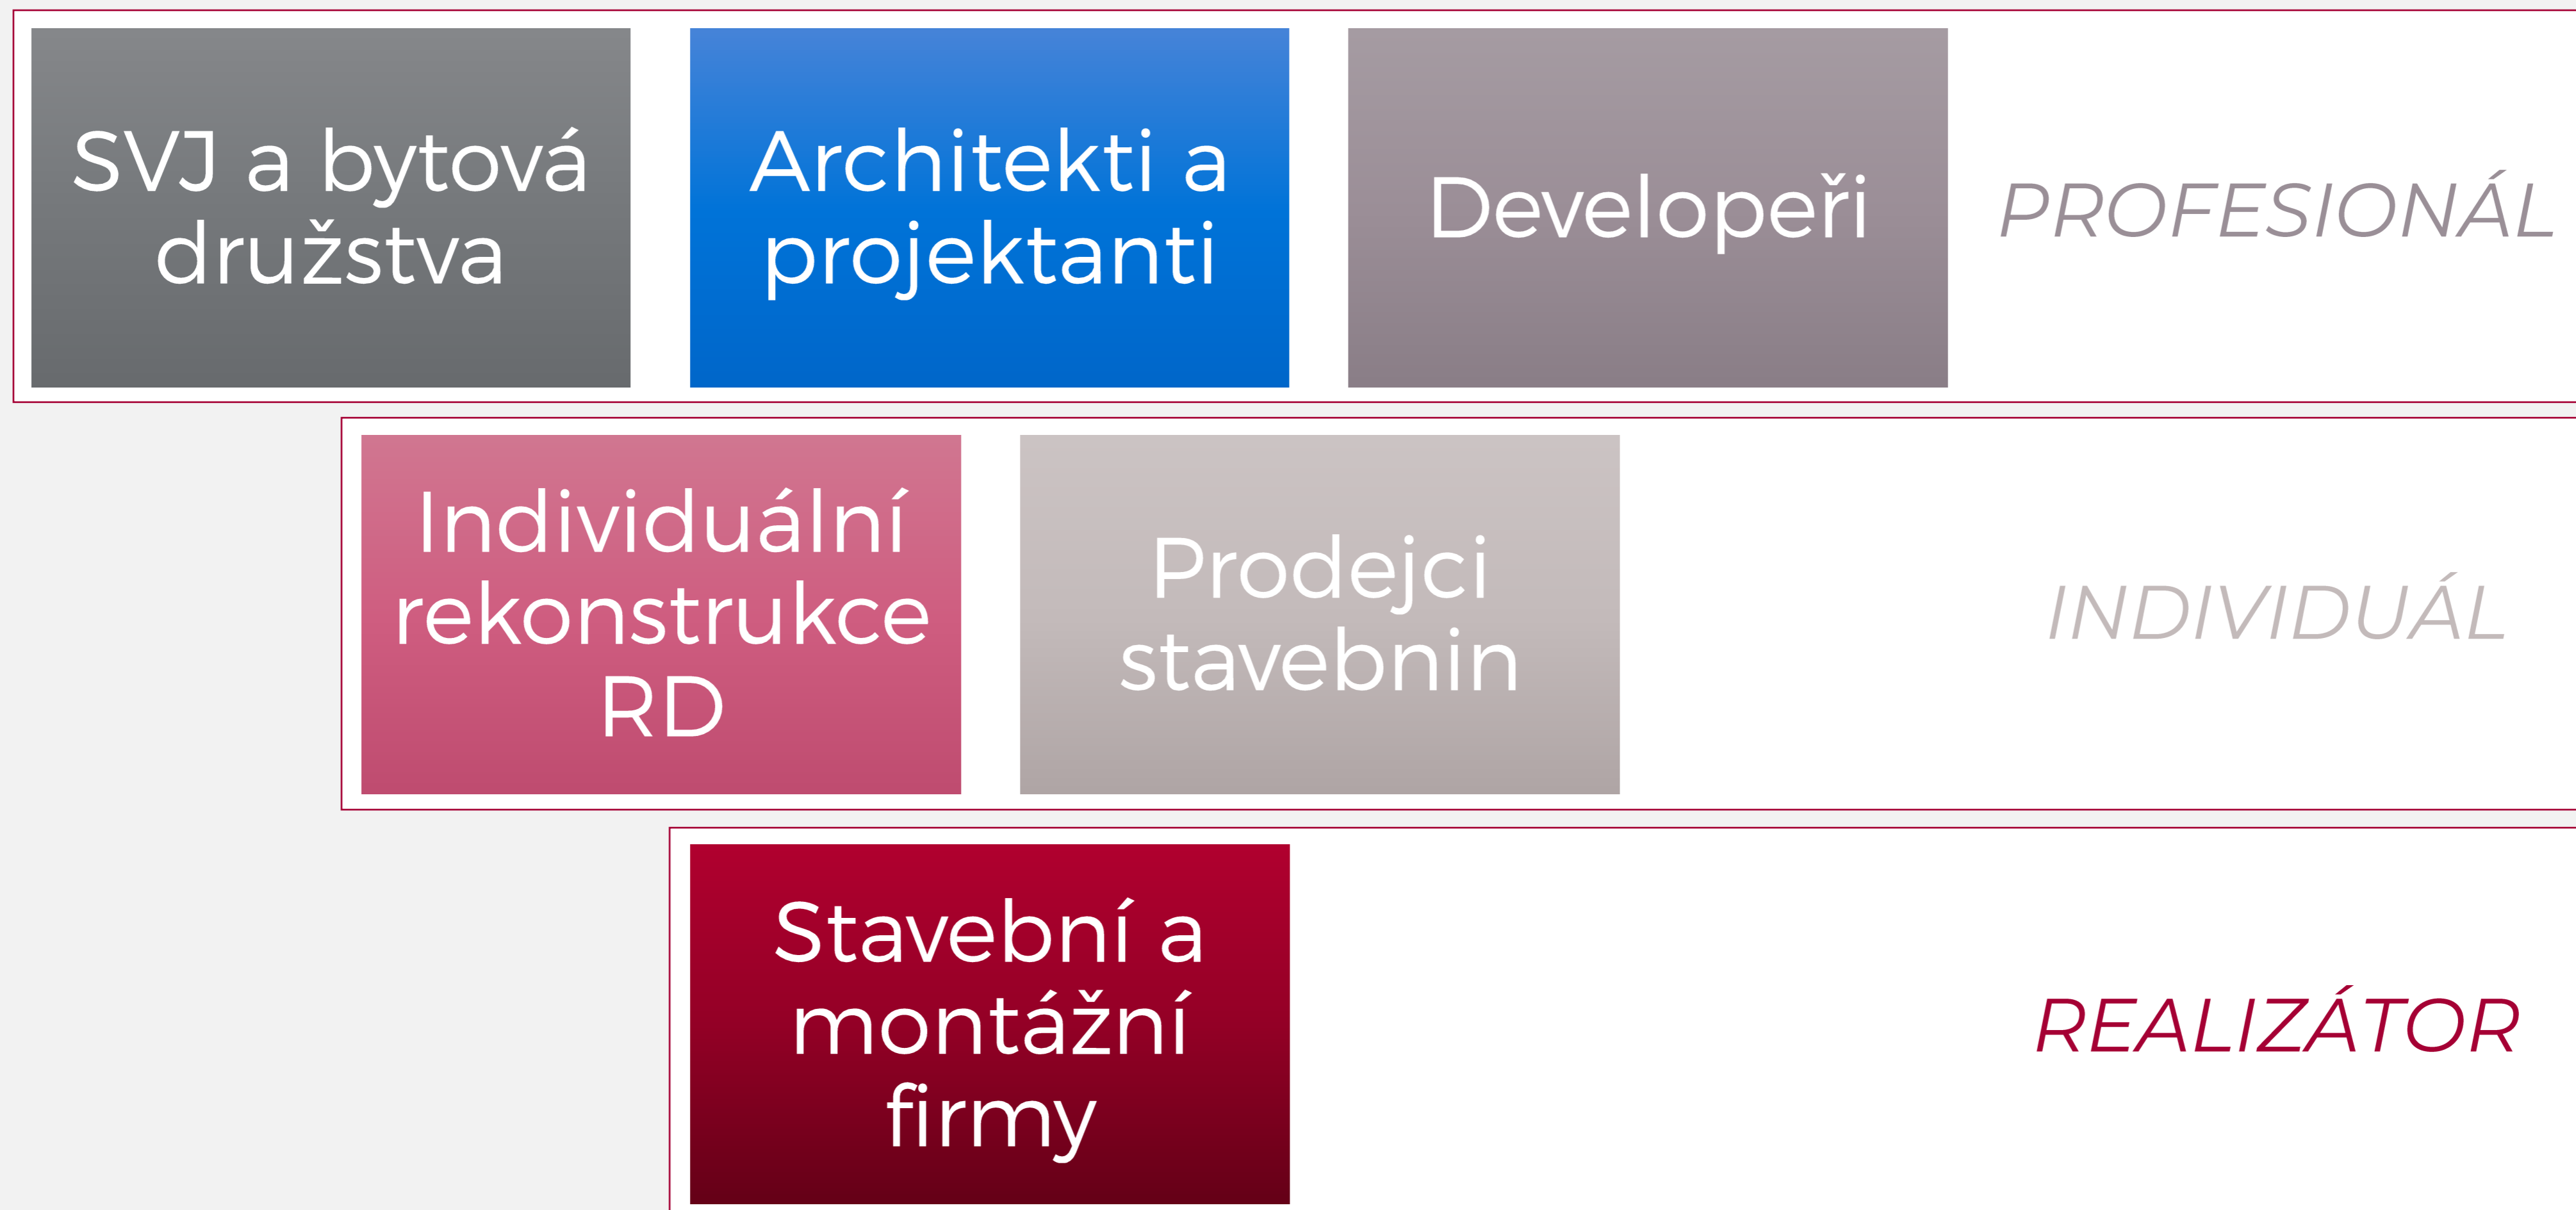 SVJ a bytová
družstva
Architekti a
projektanti
Developeři
PROFESIONÁL
Individuální
rekonstrukce
RD
Prodejci
stavebnin
INDIVIDUÁL
Stavební a
montážní
firmy
REALIZÁTOR